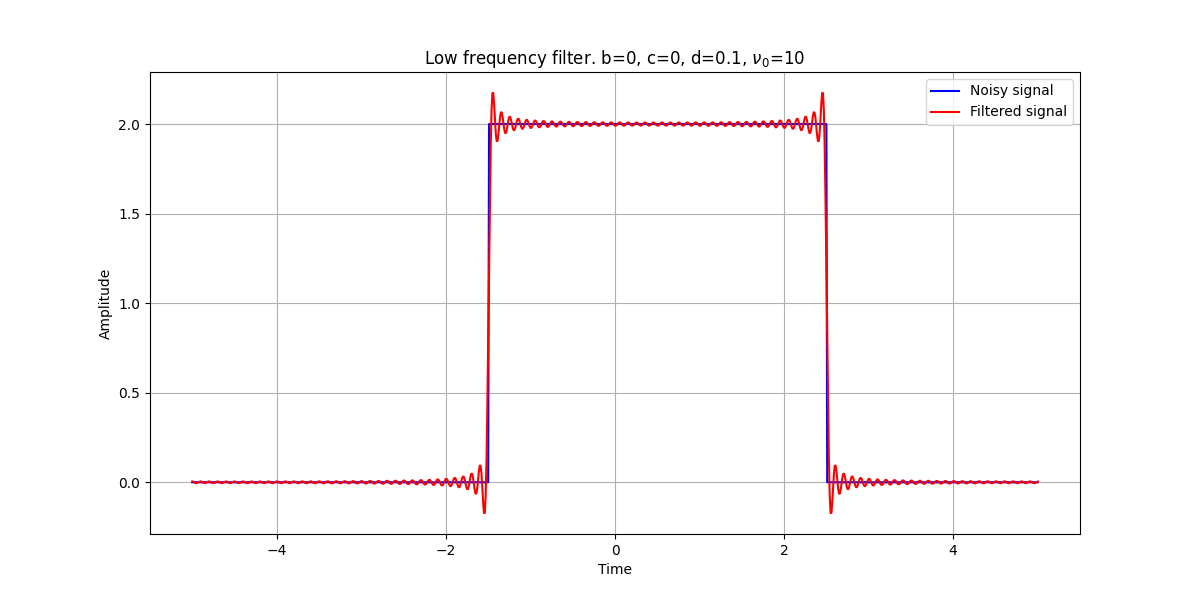 Low frequency filter. b=0, c=0, d=0.1, ν₀=10
Noisy signal
Filtered signal
2.0
1.5
1.0
0.5
0.0
Amplitude
−4
−2
0
2
4
Time